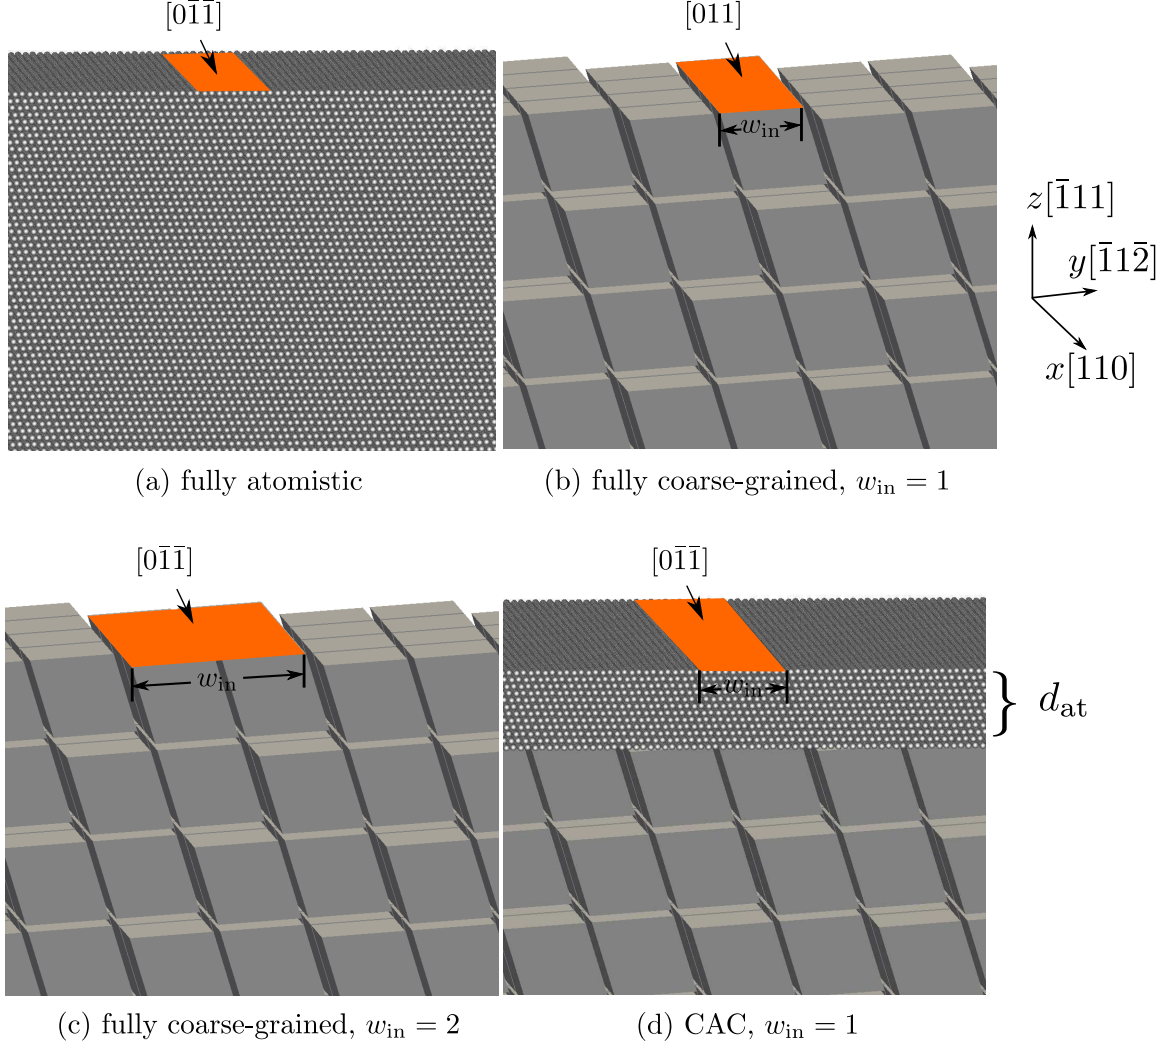 [01̅1̅]
[011]
w_in
z[1̅11]
y[1̅12̅]
x[110]
(a) fully atomistic
(b) fully coarse-grained, w_in = 1
[01̅1̅]
[01̅1̅]
w_in
w_in
} d_at
(c) fully coarse-grained, w_in = 2
(d) CAC, w_in = 1